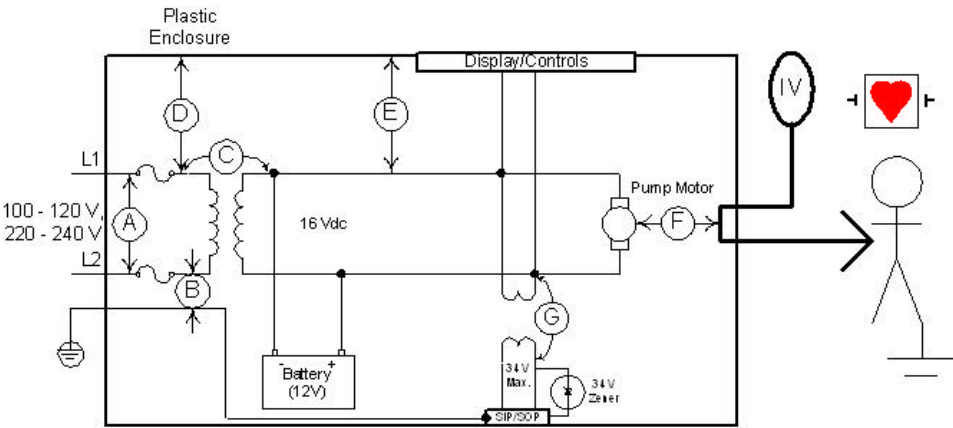 Plastic
Enclosure
Display/Controls
IV
D
E
C
L1
Pump Motor
100 - 120 V,
220 - 240 V
A
16 Vdc
F
L2
B
G
- Battery +
(12V)
34 V
Max.
34 V
Zener
SIP/SOP